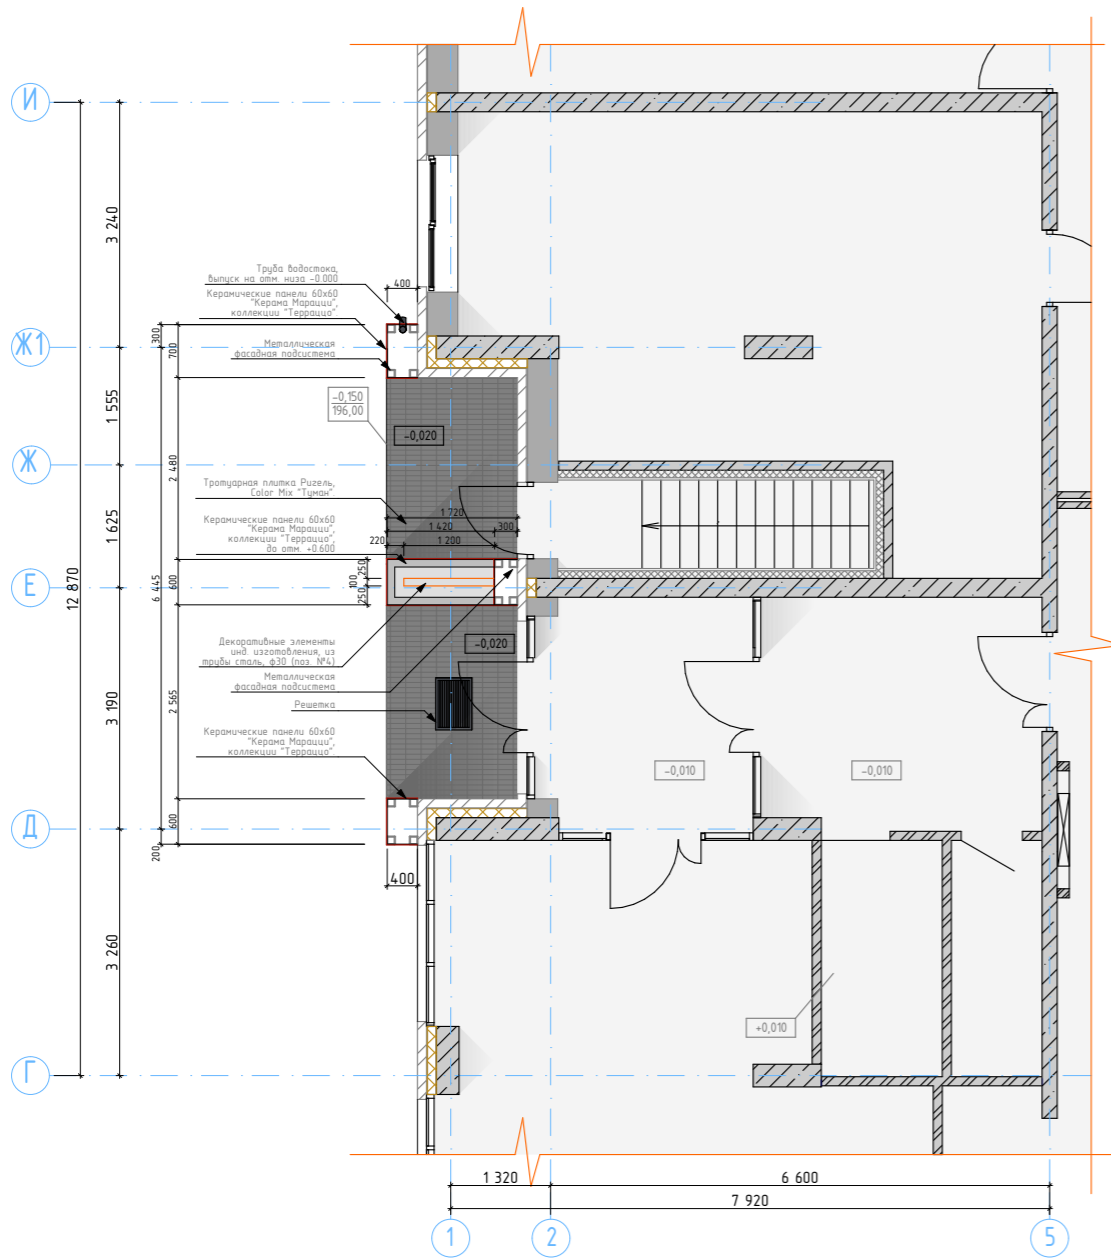 И
3 240
Труба водостока,
выпуск на отм. низа -0.000
400
Керамические панели 60х60
"Керама Марацци",
коллекции "Терраццо".
300
Ж1
Металлическая
фасадная подсистема
700
-0,150
196,00
1 555
-0,020
Ж
2 480
Тротуарная плитка Ригель,
Color Mix "Туман".
1 720
1 625
Керамические панели 60х60
"Керама Марацци",
коллекции "Терраццо",
до отм. +0.600
1 420
300
220
1 200
12 870
6 445
Е
600
250
100
250
Декоративные элементы
инд. изготовления, из
трубы сталь, ф30 (поз. №4)
-0,020
Металлическая
фасадная подсистема
3 190
2 565
Решетка
Керамические панели 60х60
"Керама Марацци",
коллекции "Терраццо".
-0,010
-0,010
Д
600
200
400
3 260
+0,010
Г
1 320
6 600
7 920
1
2
5